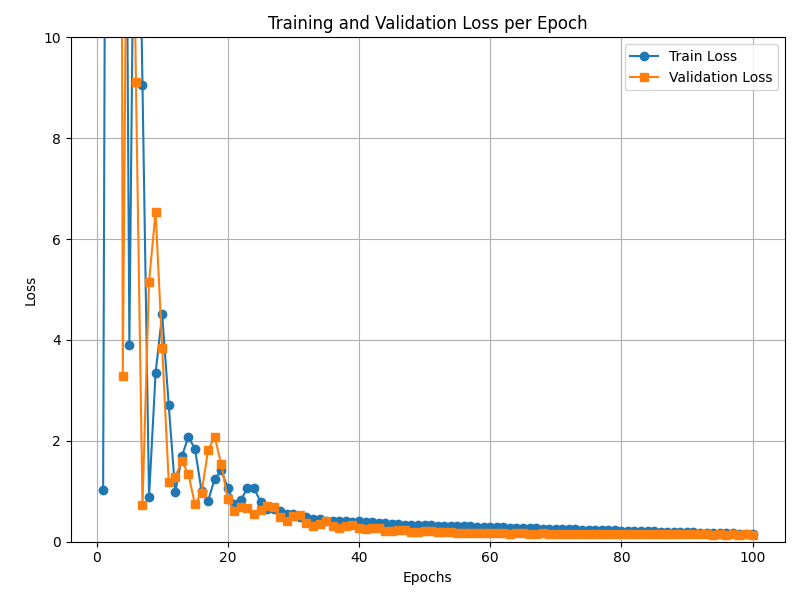 Training and Validation Loss per Epoch
Train Loss
Validation Loss
Loss
10
8
6
4
2
0
0 20 40 60 80 100
Epochs